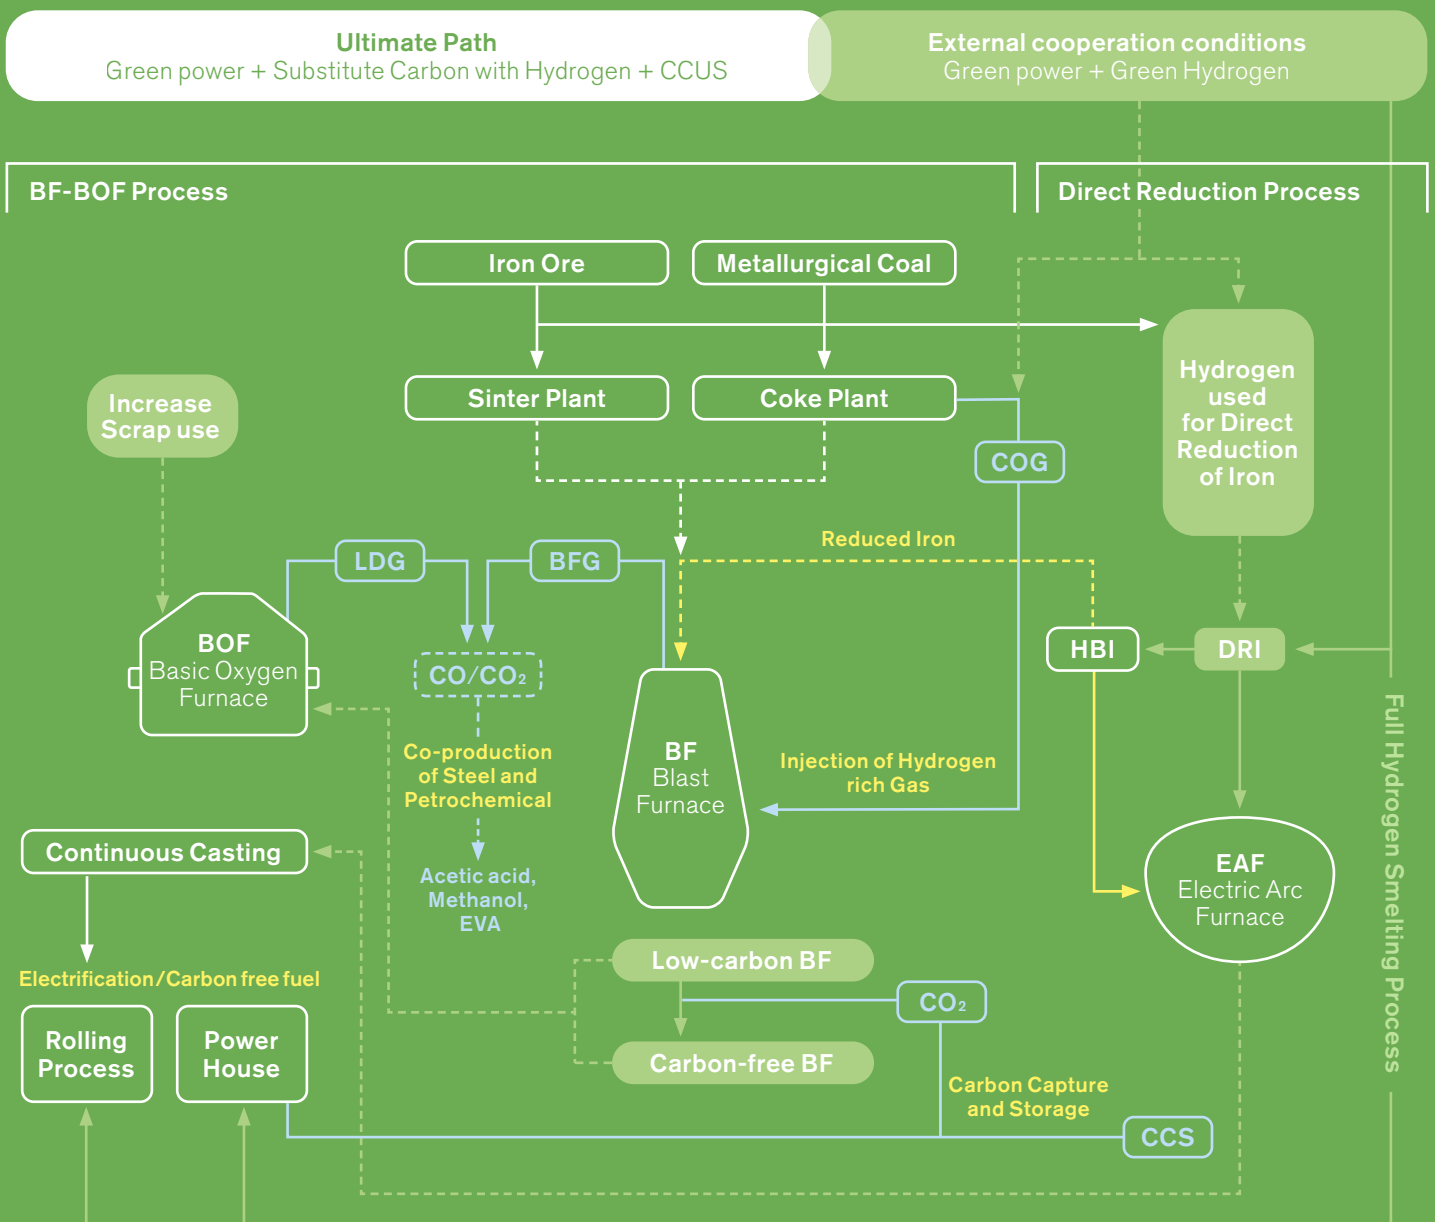 Ultimate Path
Green power + Substitute Carbon with Hydrogen + CCUS
External cooperation conditions
Green power + Green Hydrogen
BF-BOF Process
Direct Reduction Process
Iron Ore
Metallurgical Coal
Sinter Plant
Coke Plant
Hydrogen
used
for Direct
Reduction
of Iron
Increase
Scrap use
COG
Reduced Iron
LDG
BFG
BOF
Basic Oxygen
Furnace
CO/CO₂
HBI
DRI
Co-production
of Steel and
Petrochemical
BF
Blast
Furnace
Injection of Hydrogen
rich Gas
Full Hydrogen Smelting Process
Continuous Casting
Acetic acid,
Methanol,
EVA
EAF
Electric Arc
Furnace
Electrification/Carbon free fuel
Low-carbon BF
CO₂
Rolling
Process
Power
House
Carbon-free BF
Carbon Capture
and Storage
CCS